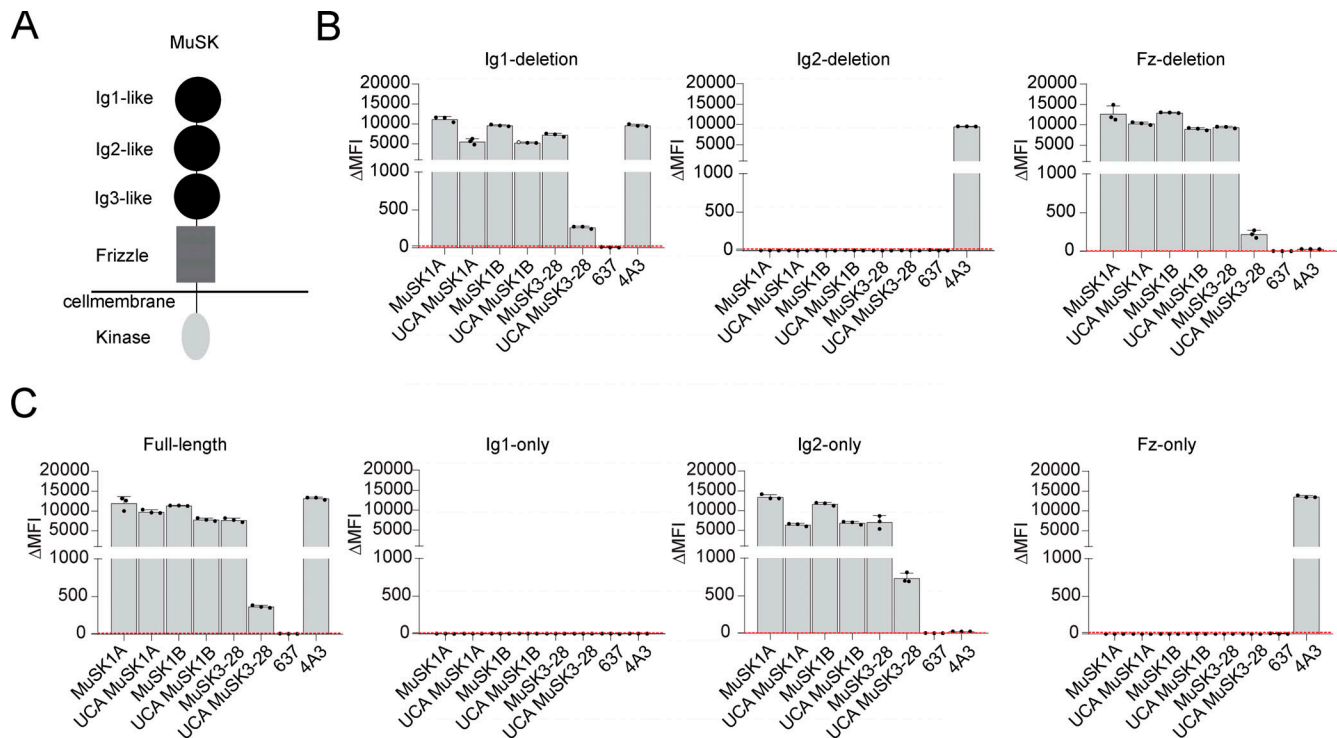 A
MuSK
Ig1-like
Ig2-like
Ig3-like
Frizzle
cellmembrane
Kinase
B
Ig1-deletion
ΔMFI
20000
15000
10000
5000
1000
500
0
MuSK1A
UCA MuSK1A
MuSK1B
UCA MuSK1B
MuSK3-28
UCA MuSK3-28
637
4A3
Ig2-deletion
ΔMFI
20000
15000
10000
5000
1000
500
0
MuSK1A
UCA MuSK1A
MuSK1B
UCA MuSK1B
MuSK3-28
UCA MuSK3-28
637
4A3
Fz-deletion
ΔMFI
20000
15000
10000
5000
1000
500
0
MuSK1A
UCA MuSK1A
MuSK1B
UCA MuSK1B
MuSK3-28
UCA MuSK3-28
637
4A3
C
Full-length
ΔMFI
20000
15000
10000
5000
1000
500
0
MuSK1A
UCA MuSK1A
MuSK1B
UCA MuSK1B
MuSK3-28
UCA MuSK3-28
637
4A3
Ig1-only
ΔMFI
20000
15000
10000
5000
1000
500
0
MuSK1A
UCA MuSK1A
MuSK1B
UCA MuSK1B
MuSK3-28
UCA MuSK3-28
637
4A3
Ig2-only
ΔMFI
20000
15000
10000
5000
1000
500
0
MuSK1A
UCA MuSK1A
MuSK1B
UCA MuSK1B
MuSK3-28
UCA MuSK3-28
637
4A3
Fz-only
ΔMFI
20000
15000
10000
5000
1000
500
0
MuSK1A
UCA MuSK1A
MuSK1B
UCA MuSK1B
MuSK3-28
UCA MuSK3-28
637
4A3